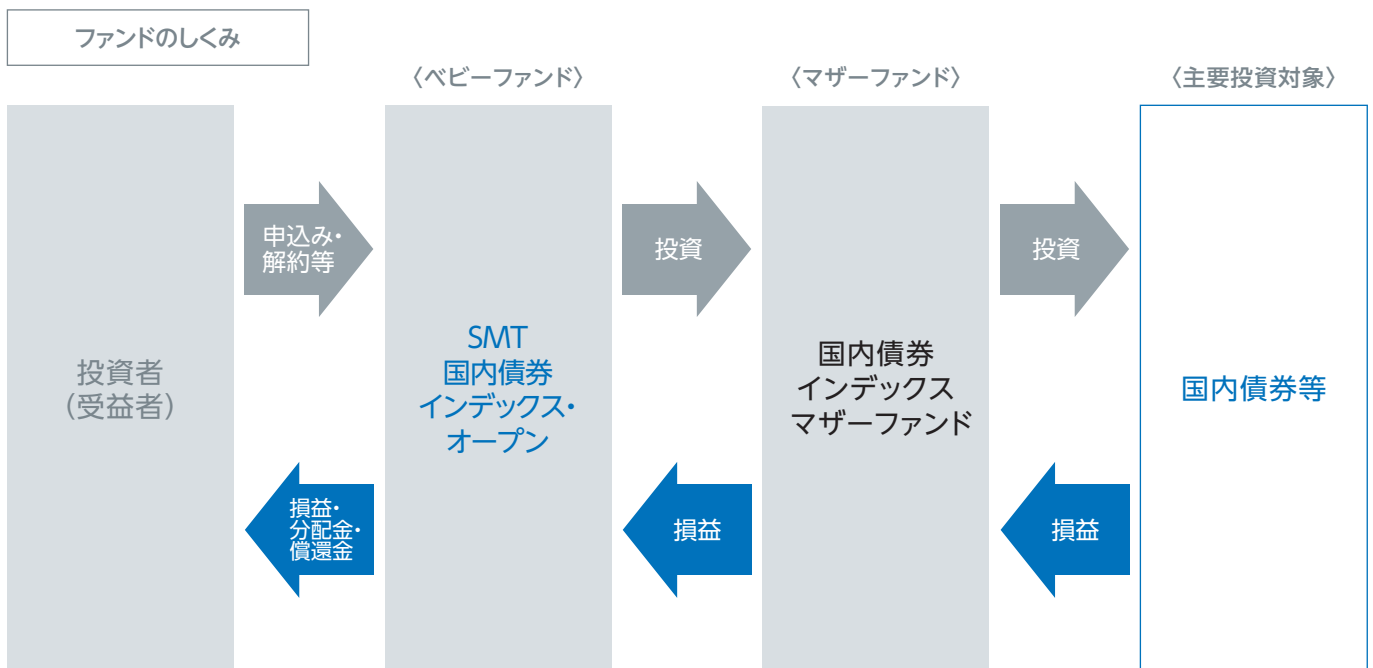 ファンドのしくみ
〈ベビーファンド〉
〈マザーファンド〉
〈主要投資対象〉
投資者
（受益者）
申込み・
解約等
損益・
分配金・
償還金
SMT
国内債券
インデックス・
オープン
投資
損益
国内債券
インデックス
マザーファンド
投資
損益
国内債券等